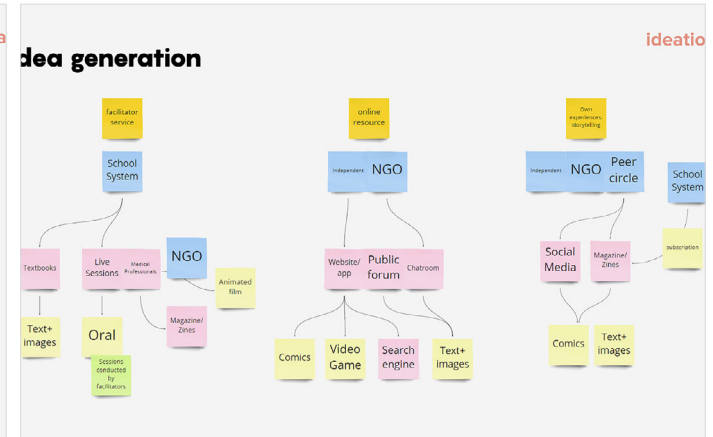 a
ideatio
dea generation
facilitator
service
online
resource
Own
experiences-
storytelling
School
System
Independent
NGO
Independent
NGO
Peer
circle
School
System
Textbooks
Live
Sessions
Medical
Professionals
NGO
Animated
film
Website/
app
Public
forum
Chatroom
Social
Media
Magazine/
Zines
subscription
Text+
images
Oral
Magazine/
Zines
Sessions
conducted
by
facilitators
Comics
Video
Game
Search
engine
Text+
images
Comics
Text+
images